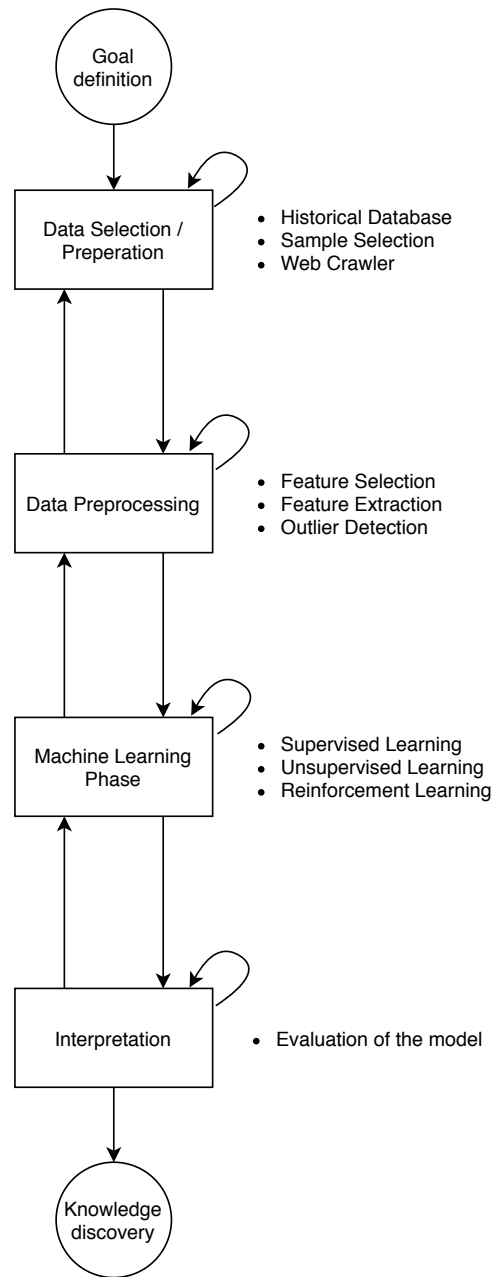 Goal
definition
Data Selection /
Preperation
• Historical Database
• Sample Selection
• Web Crawler
Data Preprocessing
• Feature Selection
• Feature Extraction
• Outlier Detection
Machine Learning
Phase
• Supervised Learning
• Unsupervised Learning
• Reinforcement Learning
Interpretation
• Evaluation of the model
Knowledge
discovery